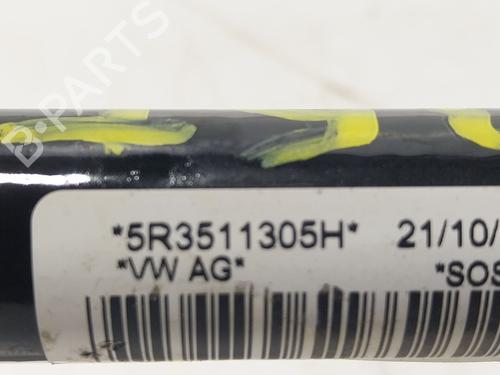 B-PARTS
*5R3511305H* 21/10/
*VW AG* *SOS